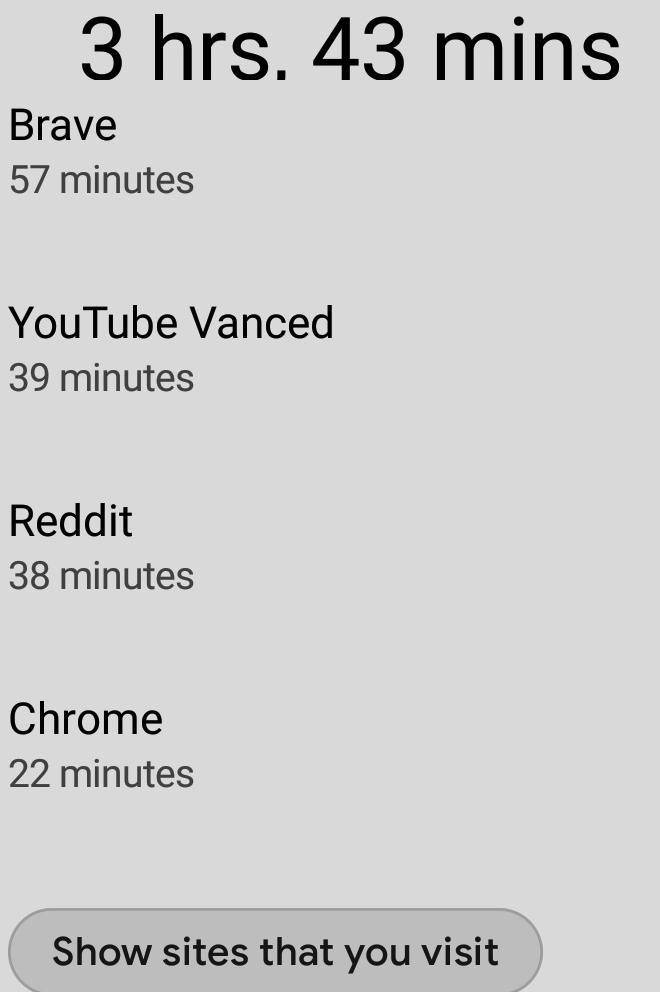 3 hrs. 43 mins
Brave
57 minutes
YouTube Vanced
39 minutes
Reddit
38 minutes
Chrome
22 minutes
Show sites that you visit